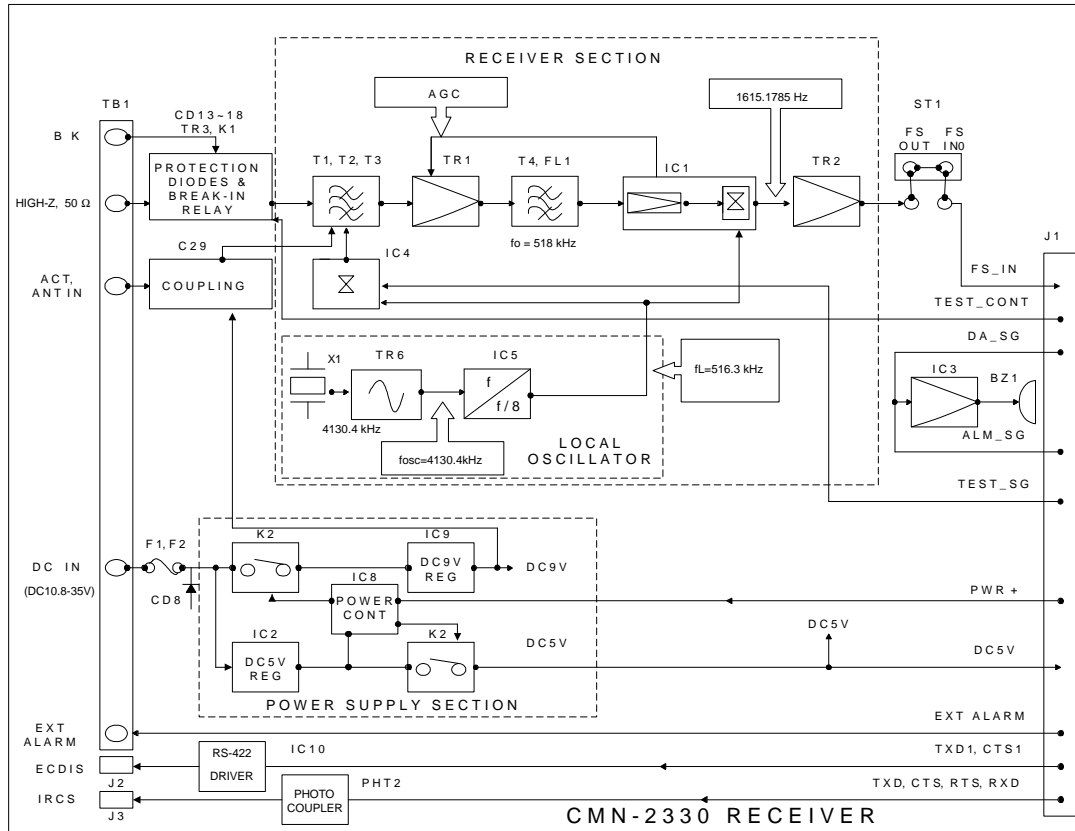 RECEIVER SECTION
TB1
B K
CD13~18
TR3, K1
AGC
1615.1785 Hz
ST1
FS OUT
FS IN0
PROTECTION
DIODES &
BREAK-IN
RELAY
HIGH-Z, 50 Ω
T1, T2, T3
TR1
T4, FL1
fo = 518 kHz
IC1
TR2
J1
C29
IC4
ACT,
ANT IN
COUPLING
FS_IN
TEST_CONT
DA_SG
X1
TR6
IC5
f
f / 8
4130.4 kHz
fosc=4130.4kHz
fL=516.3 kHz
LOCAL
OSCILLATOR
IC3
BZ1
ALM_SG
TEST_SG
DC IN
(DC10.8-35V)
F1, F2
CD8
K2
IC9
DC9V
REG
DC9V
IC8
POWER
CONT
PWR +
IC2
DC5V
REG
K2
DC5V
DC5V
DC5V
POWER SUPPLY SECTION
EXT
ALARM
EXT ALARM
ECDIS
J2
RS-422
DRIVER
IC10
TXD1, CTS1
IRCS
J3
PHOTO
COUPLER
PHT2
TXD, CTS, RTS, RXD
CMN-2330 RECEIVER